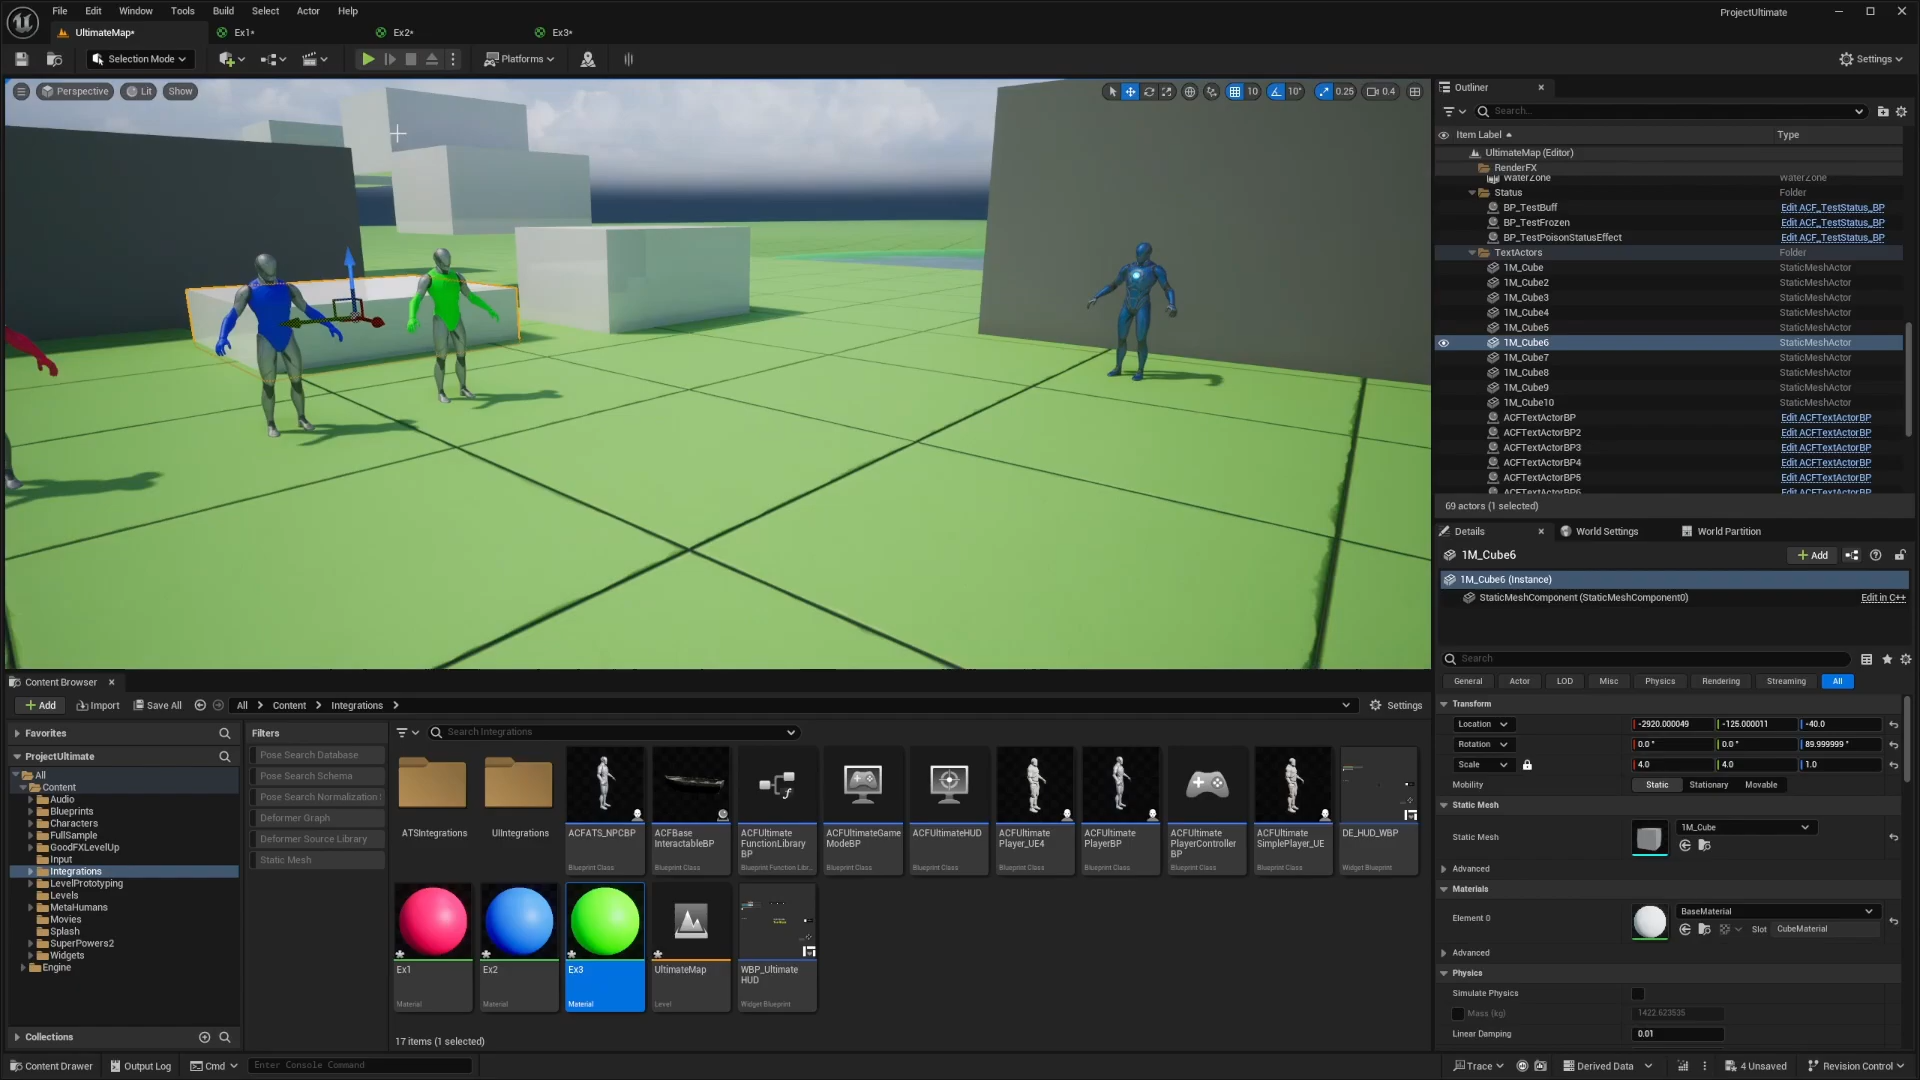 File Edit Window Tools Build Select Actor Help
ProjectUltimate
UltimateMap* Ex1* Ex2* Ex3*
Selection Mode Platforms Settings
Perspective Lit Show 10 10° 0.25 0.4
Outliner
Search...
Item Label Type
UltimateMap (Editor)
RenderFX
WaterZone WaterZone
Status Folder
BP_TestBuff Edit ACF_TestStatus_BP
BP_TestFrozen Edit ACF_TestStatus_BP
BP_TestPoisonStatusEffect Edit ACF_TestStatus_BP
TextActors Folder
1M_Cube StaticMeshActor
1M_Cube2 StaticMeshActor
1M_Cube3 StaticMeshActor
1M_Cube4 StaticMeshActor
1M_Cube5 StaticMeshActor
1M_Cube6 StaticMeshActor
1M_Cube7 StaticMeshActor
1M_Cube8 StaticMeshActor
1M_Cube9 StaticMeshActor
1M_Cube10 StaticMeshActor
ACFTextActorBP Edit ACFTextActorBP
ACFTextActorBP2 Edit ACFTextActorBP
ACFTextActorBP3 Edit ACFTextActorBP
ACFTextActorBP4 Edit ACFTextActorBP
ACFTextActorBP5 Edit ACFTextActorBP
ACFTextActorBP6 Edit ACFTextActorBP
69 actors (1 selected)
Details World Settings World Partition
1M_Cube6 Add
1M_Cube6 (Instance)
StaticMeshComponent (StaticMeshComponent0) Edit in C++
Search
General Actor LOD Misc Physics Rendering Streaming All
Transform
Location -2920.000049 -125.000011 -40.0
Rotation 0.0° 0.0° 89.999999°
Scale 4.0 4.0 1.0
Mobility Static Stationary Movable
Static Mesh
Static Mesh 1M_Cube
Advanced
Materials
Element 0 BaseMaterial
Slot CubeMaterial
Advanced
Physics
Simulate Physics
Mass (kg) 1422.623535
Linear Damping 0.01
Content Browser
Add Import Save All All Content Integrations Settings
Favorites
ProjectUltimate
All
Content
Audio
Blueprints
Characters
FullSample
GoodFXLevelUp
Input
Integrations
LevelPrototyping
Levels
MetaHumans
Movies
Splash
SuperPowers2
Widgets
Engine
Collections
Filters
Pose Search Database
Pose Search Schema
Pose Search Normalization
Deformer Graph
Deformer Source Library
Static Mesh
Search Integrations
ATSIntegrations
UIIntegrations
ACFATS_NPCBP
Blueprint Class
ACFBase
InteractableBP
Blueprint Class
ACFUltimate
FunctionLibrary
BP
Blueprint Function Libr...
ACFUltimateGame
ModeBP
Blueprint Class
ACFUltimateHUD
Blueprint Class
ACFUltimate
Player_UE4
Blueprint Class
ACFUltimate
PlayerBP
Blueprint Class
ACFUltimate
PlayerController
BP
Blueprint Class
ACFUltimate
SimplePlayer_UE
Blueprint Class
DE_HUD_WBP
Widget Blueprint
Ex1
Material
Ex2
Material
Ex3
Material
UltimateMap
Level
WBP_Ultimate
HUD
Widget Blueprint
17 items (1 selected)
Content Drawer Output Log Cmd Enter Console Command
Trace Derived Data 4 Unsaved Revision Control